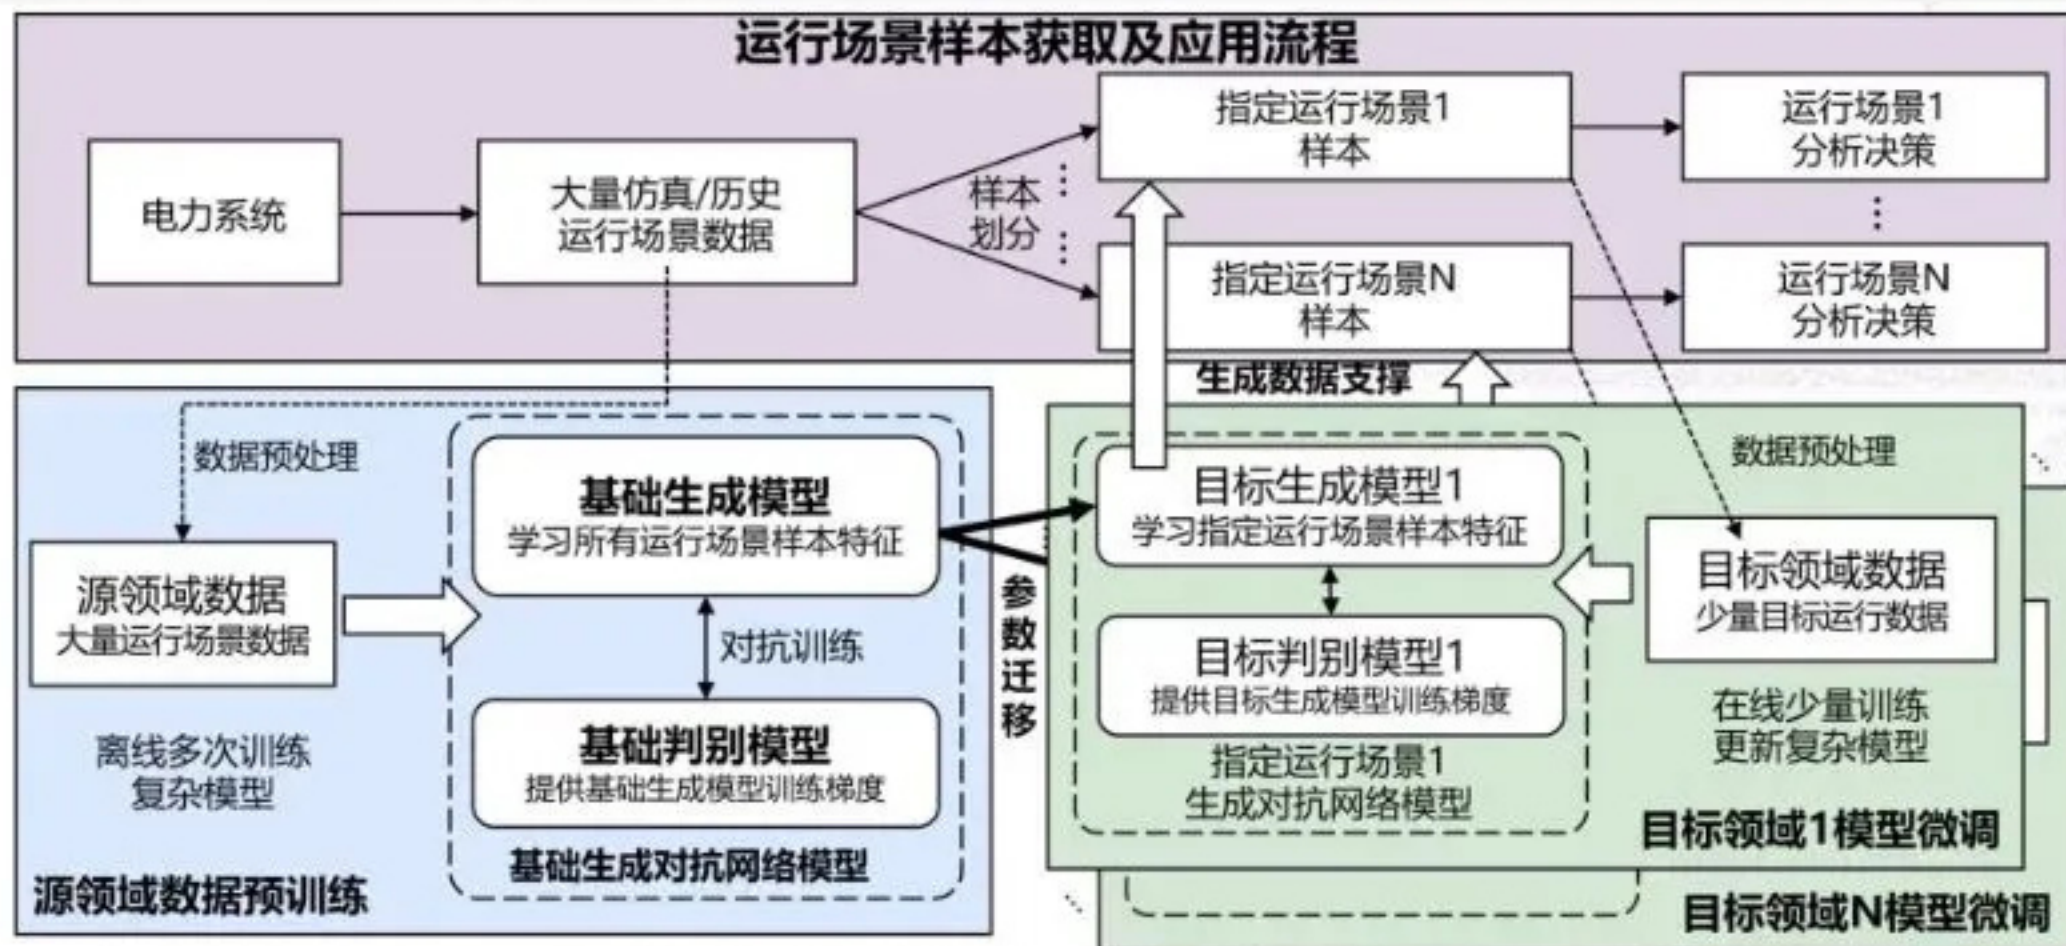 运行场景样本获取及应用流程
电力系统
大量仿真/历史
运行场景数据
样本
划分
指定运行场景1
样本
运行场景1
分析决策
指定运行场景N
样本
运行场景N
分析决策
生成数据支撑
数据预处理
源领域数据
大量运行场景数据
离线多次训练
复杂模型
源领域数据预训练
基础生成模型
学习所有运行场景样本特征
对抗训练
基础判别模型
提供基础生成模型训练梯度
基础生成对抗网络模型
参数迁移
目标生成模型1
学习指定运行场景样本特征
目标判别模型1
提供目标生成模型训练梯度
指定运行场景1
生成对抗网络模型
数据预处理
目标领域数据
少量目标运行数据
在线少量训练
更新复杂模型
目标领域1模型微调
目标领域N模型微调